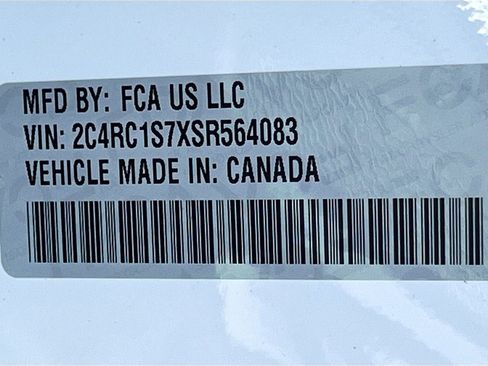 MFD BY: FCA US LLC
VIN: 2C4RC1S7XSR564083
VEHICLE MADE IN: CANADA